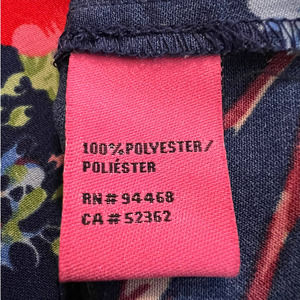 100% POLYESTER/
POLIÉSTER
RN# 94468
CA# 52362